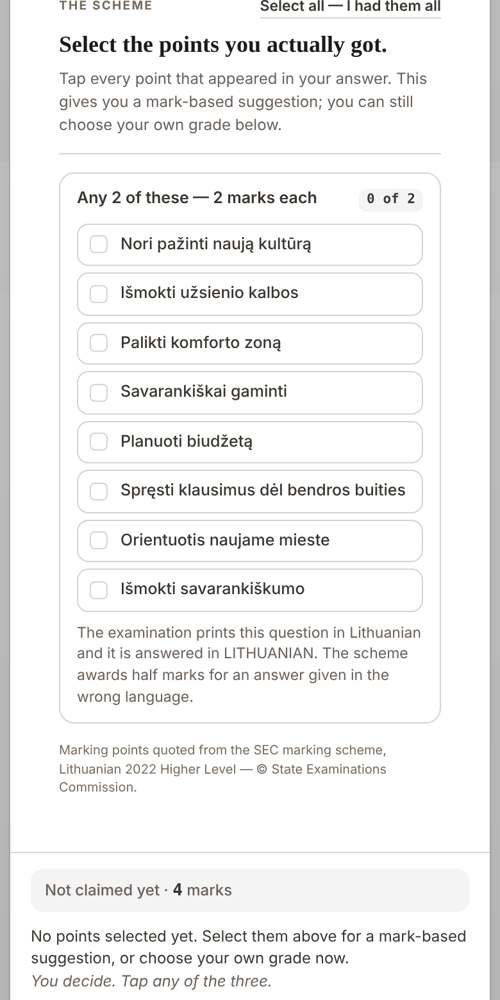 THE SCHEME
Select all — I had them all
Select the points you actually got.
Tap every point that appeared in your answer. This
gives you a mark-based suggestion; you can still
choose your own grade below.
Any 2 of these — 2 marks each
0 of 2
Nori pažinti naują kultūrą
Išmokti užsienio kalbos
Palikti komforto zoną
Savarankiškai gaminti
Planuoti biudžetą
Spręsti klausimus dėl bendros buities
Orientuotis naujame mieste
Išmokti savarankiškumo
The examination prints this question in Lithuanian
and it is answered in LITHUANIAN. The scheme
awards half marks for an answer given in the
wrong language.
Marking points quoted from the SEC marking scheme,
Lithuanian 2022 Higher Level — © State Examinations
Commission.
Not claimed yet · 4 marks
No points selected yet. Select them above for a mark-based
suggestion, or choose your own grade now.
You decide. Tap any of the three.